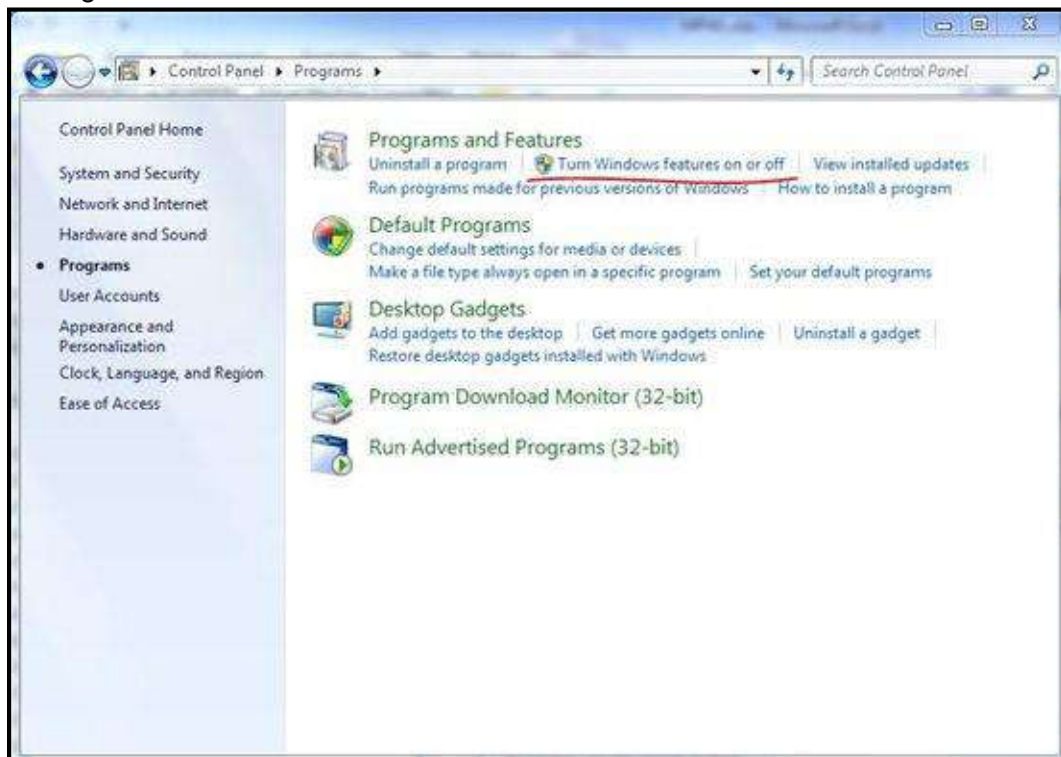 Control Panel
Programs
Search Control Panel
Control Panel Home
System and Security
Network and Internet
Hardware and Sound
Programs
User Accounts
Appearance and
Personalization
Clock, Language, and Region
Ease of Access
Programs and Features
Uninstall a program Turn Windows features on or off View installed updates
Run programs made for previous versions of Windows How to install a program
Default Programs
Change default settings for media or devices
Make a file type always open in a specific program Set your default programs
Desktop Gadgets
Add gadgets to the desktop Get more gadgets online Uninstall a gadget
Restore desktop gadgets installed with Windows
Program Download Monitor (32-bit)
Run Advertised Programs (32-bit)